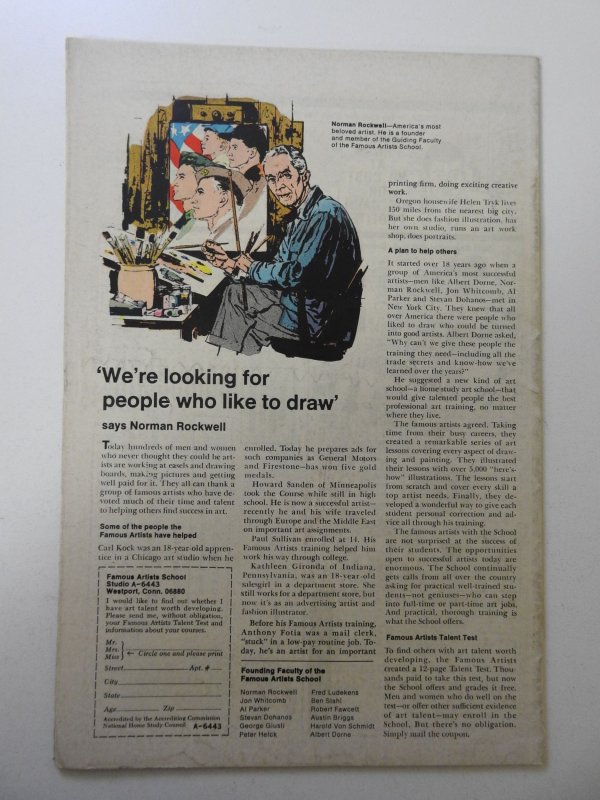 Norman Rockwell—America's most
beloved artist. He is a founder
and member of the Guiding Faculty
of the Famous Artists School.
'We're looking for
people who like to draw'
says Norman Rockwell
Today hundreds of men and women
who never thought they could be art-
ists are working at easels and drawing
boards, making pictures and getting
well paid for it. They all can thank a
group of famous artists who have de-
voted much of their time and talent
to helping others find success in art.
Some of the people the
Famous Artists have helped
Carl Kock was an 18-year-old appren-
tice in a Chicago art studio when he
enrolled. Today he prepares ads for
such companies as General Motors
and Firestone—has won five gold
medals.
Howard Sanden of Minneapolis
took the Course while still in high
school. He is now a successful artist—
recently he and his wife traveled
through Europe and the Middle East
on important art assignments.
Paul Sullivan enrolled at 14. His
Famous Artists training helped him
work his way through college.
Kathleen Gironda of Indiana,
Pennsylvania, was an 18-year-old
salesgirl in a department store. She
still works for a department store, but
now it's as an advertising artist and
fashion illustrator.
Before his Famous Artists training,
Anthony Fotia was a mail clerk,
"stuck" in a low-pay routine job. To-
day, he's an artist for an important
printing firm, doing exciting creative
work.
Oregon housewife Helen Tryk lives
150 miles from the nearest big city.
But she does fashion illustration, has
her own studio, runs an art work
shop, does portraits.
A plan to help others
It started over 18 years ago when a
group of America's most successful
artists—men like Albert Dorne, Nor-
man Rockwell, Jon Whitcomb, Al
Parker and Stevan Dohanos—met in
New York City. They knew that all
over America there were people who
liked to draw who could be turned
into good artists. Albert Dorne asked,
"Why can't we give these people the
training they need—including all the
trade secrets and know-how we've
learned over the years?"
He suggested a new kind of art
school—a home study art school—that
would give talented people the best
professional art training, no matter
where they live.
The famous artists agreed. Taking
time from their busy careers, they
created a remarkable series of art
lessons covering every aspect of draw-
ing and painting. They illustrated
their lessons with over 5,000 "here's-
how" illustrations. The lessons start
from scratch and cover every skill a
top artist needs. Finally, they de-
veloped a wonderful way to give each
student personal correction and ad-
vice all through his training.
The famous artists with the School
are not surprised at the success of
their students. The opportunities
open to successful artists today are
enormous. The School continually
gets calls from all over the country
asking for practical well-trained stu-
dents—not geniuses—who can step
into full-time or part-time art jobs.
And practical, thorough training is
what the School offers.
Famous Artists Talent Test
To find others with art talent worth
developing, the Famous Artists
created a 12-page Talent Test. Thou-
sands paid to take this test, but now
the School offers and grades it free.
Men and women who do well on the
test—or offer other sufficient evidence
of art talent—may enroll in the
School. But there's no obligation.
Simply mail the coupon.
Famous Artists School
Studio A-6443
Westport, Conn. 06880
I would like to find out whether I
have art talent worth developing.
Please send me, without obligation,
your Famous Artists Talent Test and
information about your courses.
Mr.
Mrs. ← Circle one and please print
Miss
Street Apt. #
City
State
Age Zip
Accredited by the Accrediting Commission
National Home Study Council. A-6443
Founding Faculty of the
Famous Artists School
Norman Rockwell
Jon Whitcomb
Al Parker
Stevan Dohanos
George Giusti
Peter Helck
Fred Ludekens
Ben Stahl
Robert Fawcett
Austin Briggs
Harold Von Schmidt
Albert Dorne